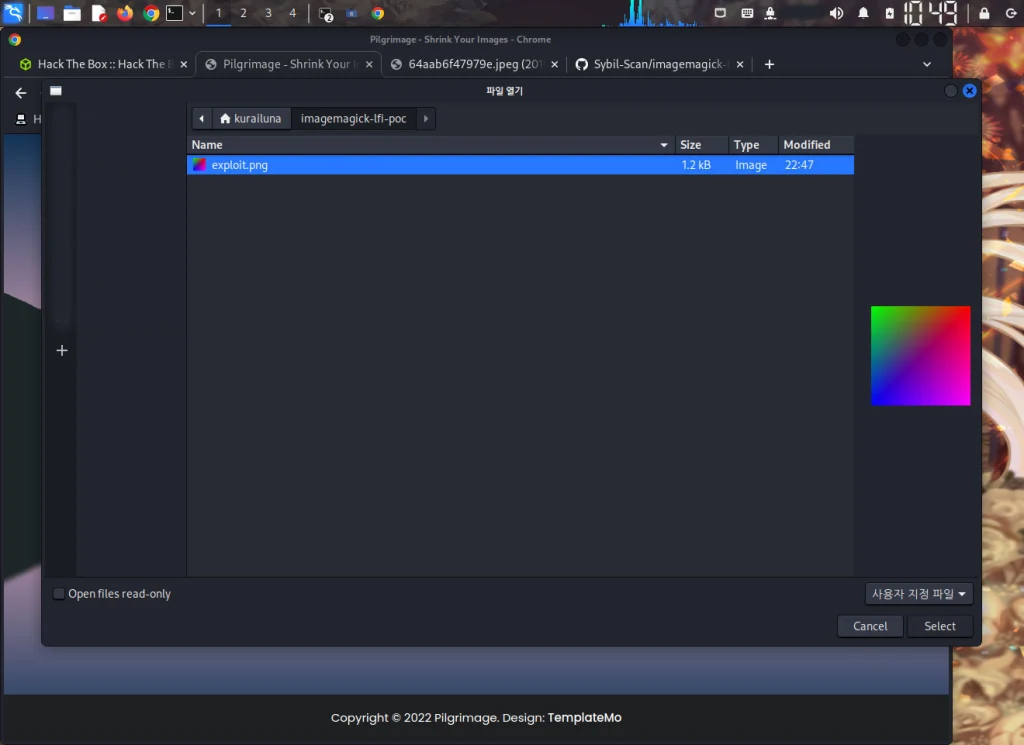 1 2 3 4 2 10:49
Pilgrimage - Shrink Your Images - Chrome
Hack The Box :: Hack The B Pilgrimage - Shrink Your I 64aab6f47979e.jpeg (201 Sybil-Scan/imagemagick-
파일 열기
H
kurailuna imagemagick-lfi-poc
Name Size Type Modified
exploit.png 1.2 kB Image 22:47
Open files read-only
사용자 지정 파일
Cancel Select
Copyright © 2022 Pilgrimage. Design: TemplateMo